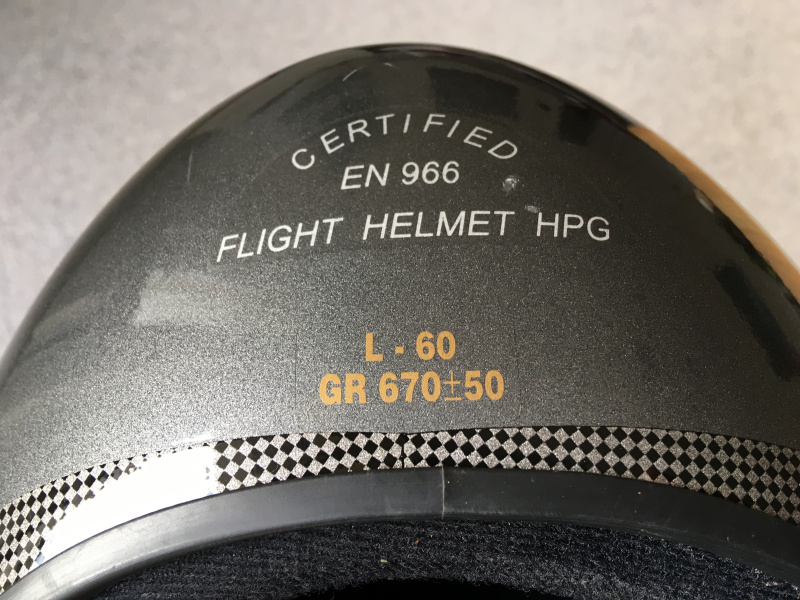 CERTIFIED
EN 966
FLIGHT HELMET HPG
L - 60
GR 670±50